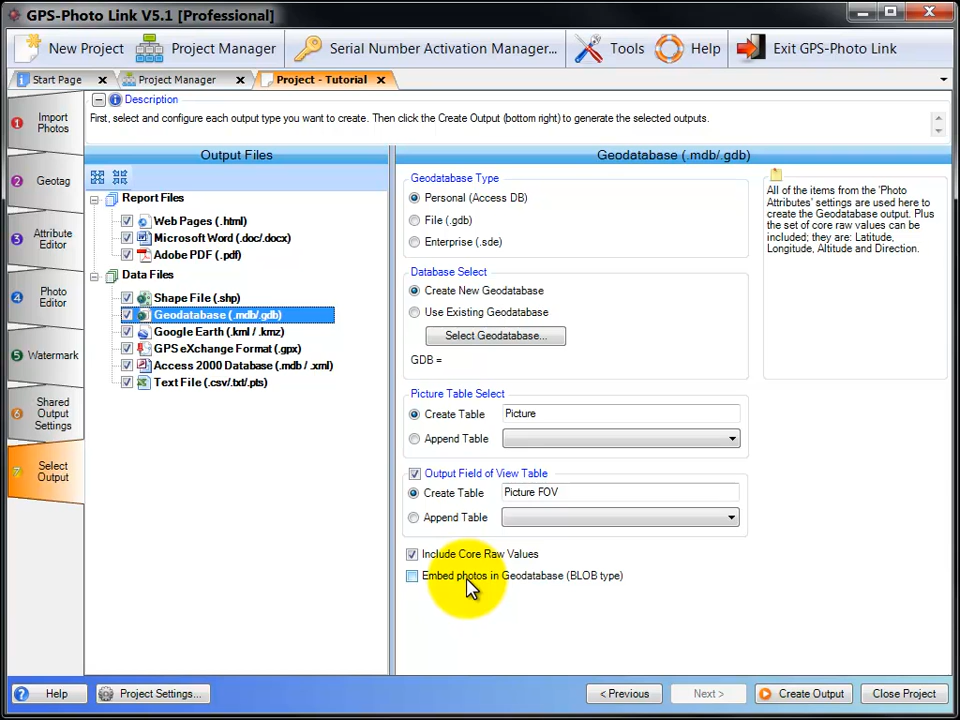 GPS-Photo Link V5.1 [Professional]
New Project
Project Manager
Serial Number Activation Manager...
Tools
Help
Exit GPS-Photo Link
Start Page
Project Manager
Project - Tutorial
Description
First, select and configure each output type you want to create. Then click the Create Output (bottom right) to generate the selected outputs.
1 Import Photos
2 Geotag
3 Attribute Editor
4 Photo Editor
5 Watermark
6 Shared Output Settings
7 Select Output
Output Files
Report Files
Web Pages (.html)
Microsoft Word (.doc/.docx)
Adobe PDF (.pdf)
Data Files
Shape File (.shp)
Geodatabase (.mdb/.gdb)
Google Earth (.kml / .kmz)
GPS eXchange Format (.gpx)
Access 2000 Database (.mdb / .xml)
Text File (.csv/.txt/.pts)
Geodatabase (.mdb/.gdb)
Geodatabase Type
Personal (Access DB)
File (.gdb)
Enterprise (.sde)
Database Select
Create New Geodatabase
Use Existing Geodatabase
Select Geodatabase...
GDB =
Picture Table Select
Create Table
Picture
Append Table
Output Field of View Table
Create Table
Picture FOV
Append Table
Include Core Raw Values
Embed photos in Geodatabase (BLOB type)
All of the items from the 'Photo
Attributes' settings are used here to
create the Geodatabase output. Plus
the set of core raw values can be
included; they are: Latitude,
Longitude, Altitude and Direction.
Help
Project Settings...
< Previous
Next >
Create Output
Close Project